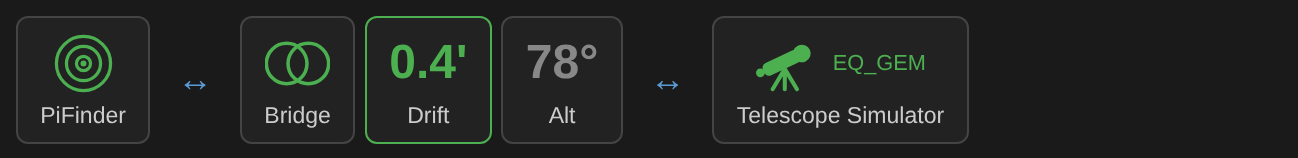 PiFinder
↔
Bridge
0.4'
Drift
78°
Alt
↔
EQ_GEM
Telescope Simulator